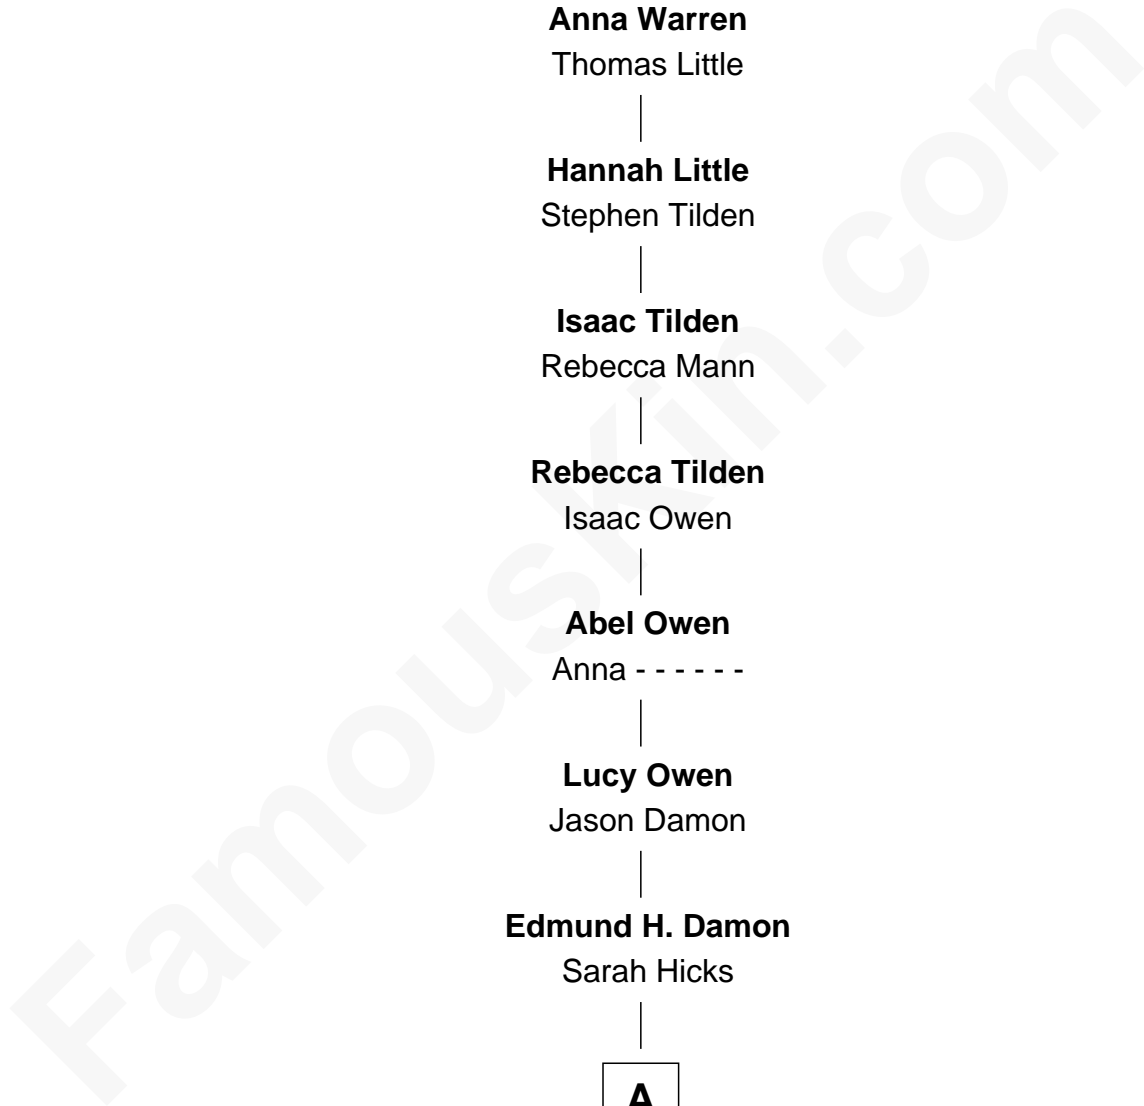 Anna Warren
Thomas Little
Hannah Little
Stephen Tilden
Isaac Tilden
Rebecca Mann
Rebecca Tilden
Isaac Owen
Abel Owen
Anna - - - - - -
Lucy Owen
Jason Damon
Edmund H. Damon
Sarah Hicks
A
FamousKin.com